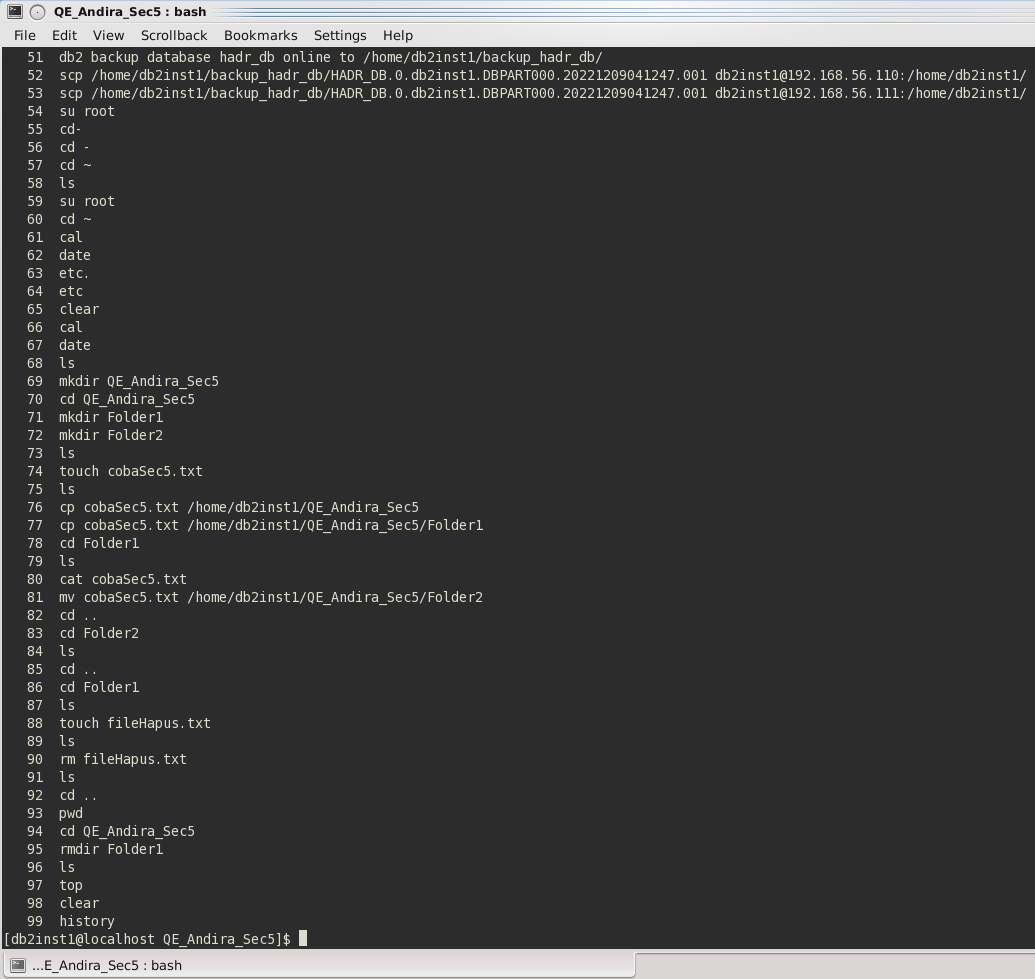 QE_Andira_Sec5 : bash
File Edit View Scrollback Bookmarks Settings Help
51 db2 backup database hadr_db online to /home/db2inst1/backup_hadr_db/
52 scp /home/db2inst1/backup_hadr_db/HADR_DB.0.db2inst1.DBPART000.20221209041247.001 db2inst1@192.168.56.110:/home/db2inst1/
53 scp /home/db2inst1/backup_hadr_db/HADR_DB.0.db2inst1.DBPART000.20221209041247.001 db2inst1@192.168.56.111:/home/db2inst1/
54 su root
55 cd-
56 cd -
57 cd ~
58 ls
59 su root
60 cd ~
61 cal
62 date
63 etc.
64 etc
65 clear
66 cal
67 date
68 ls
69 mkdir QE_Andira_Sec5
70 cd QE_Andira_Sec5
71 mkdir Folder1
72 mkdir Folder2
73 ls
74 touch cobaSec5.txt
75 ls
76 cp cobaSec5.txt /home/db2inst1/QE_Andira_Sec5
77 cp cobaSec5.txt /home/db2inst1/QE_Andira_Sec5/Folder1
78 cd Folder1
79 ls
80 cat cobaSec5.txt
81 mv cobaSec5.txt /home/db2inst1/QE_Andira_Sec5/Folder2
82 cd ..
83 cd Folder2
84 ls
85 cd ..
86 cd Folder1
87 ls
88 touch fileHapus.txt
89 ls
90 rm fileHapus.txt
91 ls
92 cd ..
93 pwd
94 cd QE_Andira_Sec5
95 rmdir Folder1
96 ls
97 top
98 clear
99 history
[db2inst1@localhost QE_Andira_Sec5]$
...E_Andira_Sec5 : bash